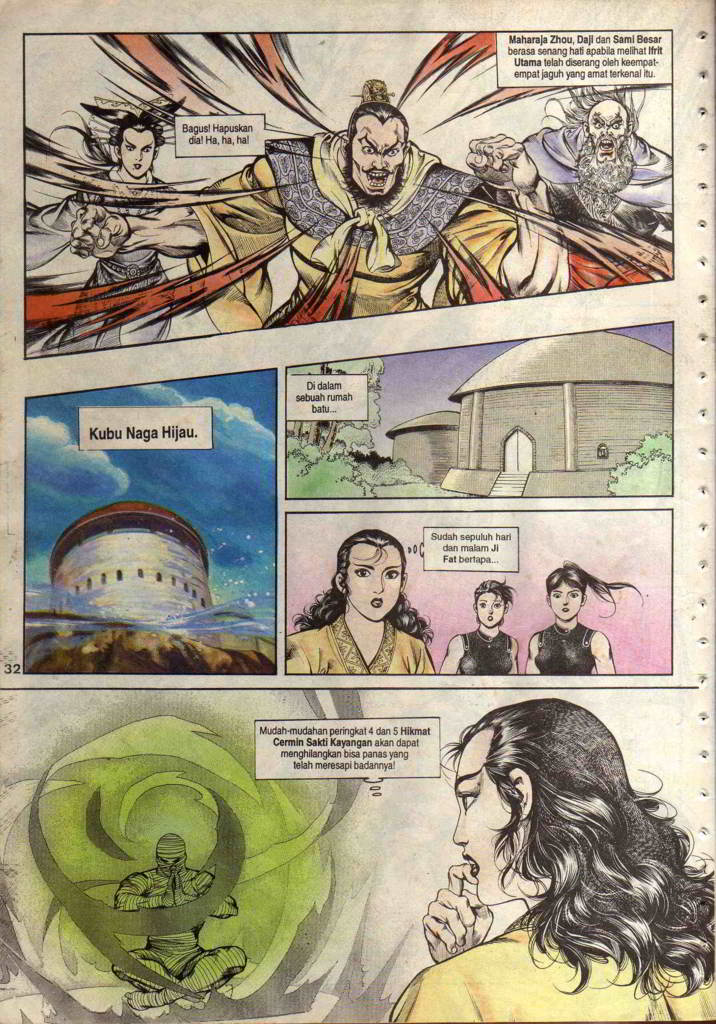 Maharaja Zhou, Daji dan Sami Besar
berasa senang hati apabila melihat Ifrit
Utama telah diserang oleh keempat-
empat jaguh yang amat terkenal itu.
Bagus! Hapuskan
dia! Ha, ha, ha!
Kubu Naga Hijau.
Di dalam
sebuah rumah
batu...
Sudah sepuluh hari
dan malam Ji
Fat bertapa...
32
Mudah-mudahan peringkat 4 dan 5 Hikmat
Cermin Sakti Kayangan akan dapat
menghilangkan bisa panas yang
telah meresapi badannya!